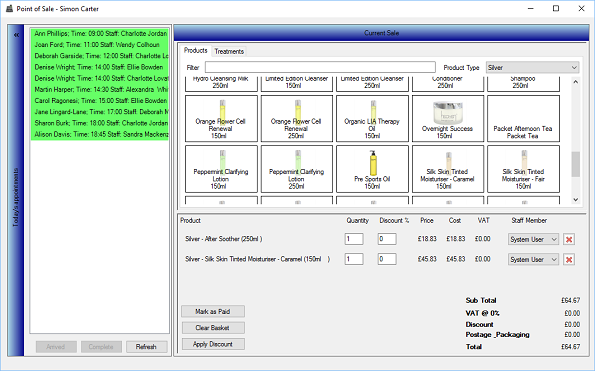 Point of Sale - Simon Carter
«
Today's appointments
Ann Phillips; Time: 09:00 Staff: Charlotte Jordan
Joan Ford; Time: 11:00 Staff: Wendy Colhoun
Deborah Garside; Time: 12:00 Staff: Charlotte Jo
Denise Wright; Time: 14:00 Staff: Ellie Bowden
Denise Wright; Time: 14:00 Staff: Charlotte Lovat
Martin Harper; Time: 14:30 Staff: Alexandra Whi
Carol Ragonesi; Time: 15:00 Staff: Ellie Bowden
Jane Lingard-Lane; Time: 17:00 Staff: Deborah M
Sharon Burk; Time: 18:00 Staff: Charlotte Jordan
Alison Davis; Time: 18:45 Staff: Sandra Mackenz
Arrived
Complete
Refresh
Current Sale
Products
Treatments
Filter
Product Type
Silver
Hydro Cleansing Milk
250ml
Limited Edition Cleanser
150ml
Limited Edition Cleanser
250ml
Conditioner
250ml
Shampoo
250ml
Orange Flower Cell
Renewal
150ml
Orange Flower Cell
Renewal
250ml
Organic LIA Therapy
Oil
150ml
Overnight Success
150ml
Packet Afternoon Tea
Packet Tea
Peppermint Clarifying
Lotion
150ml
Peppermint Clarifying
Lotion
250ml
Pre Sports Oil
150ml
Silk Skin Tinted
Moisturiser - Caramel
150ml
Silk Skin Tinted
Moisturiser - Fair
150ml
Product Quantity Discount % Price Cost VAT Staff Member
Silver - After Soother (250ml ) 1 0 £18.83 £18.83 £0.00 System User
Silver - Silk Skin Tinted Moisturiser - Caramel (150ml ) 1 0 £45.83 £45.83 £0.00 System User
Mark as Paid
Clear Basket
Apply Discount
Sub Total £64.67
VAT @ 0% £0.00
Discount £0.00
Postage _Packaging £0.00
Total £64.67